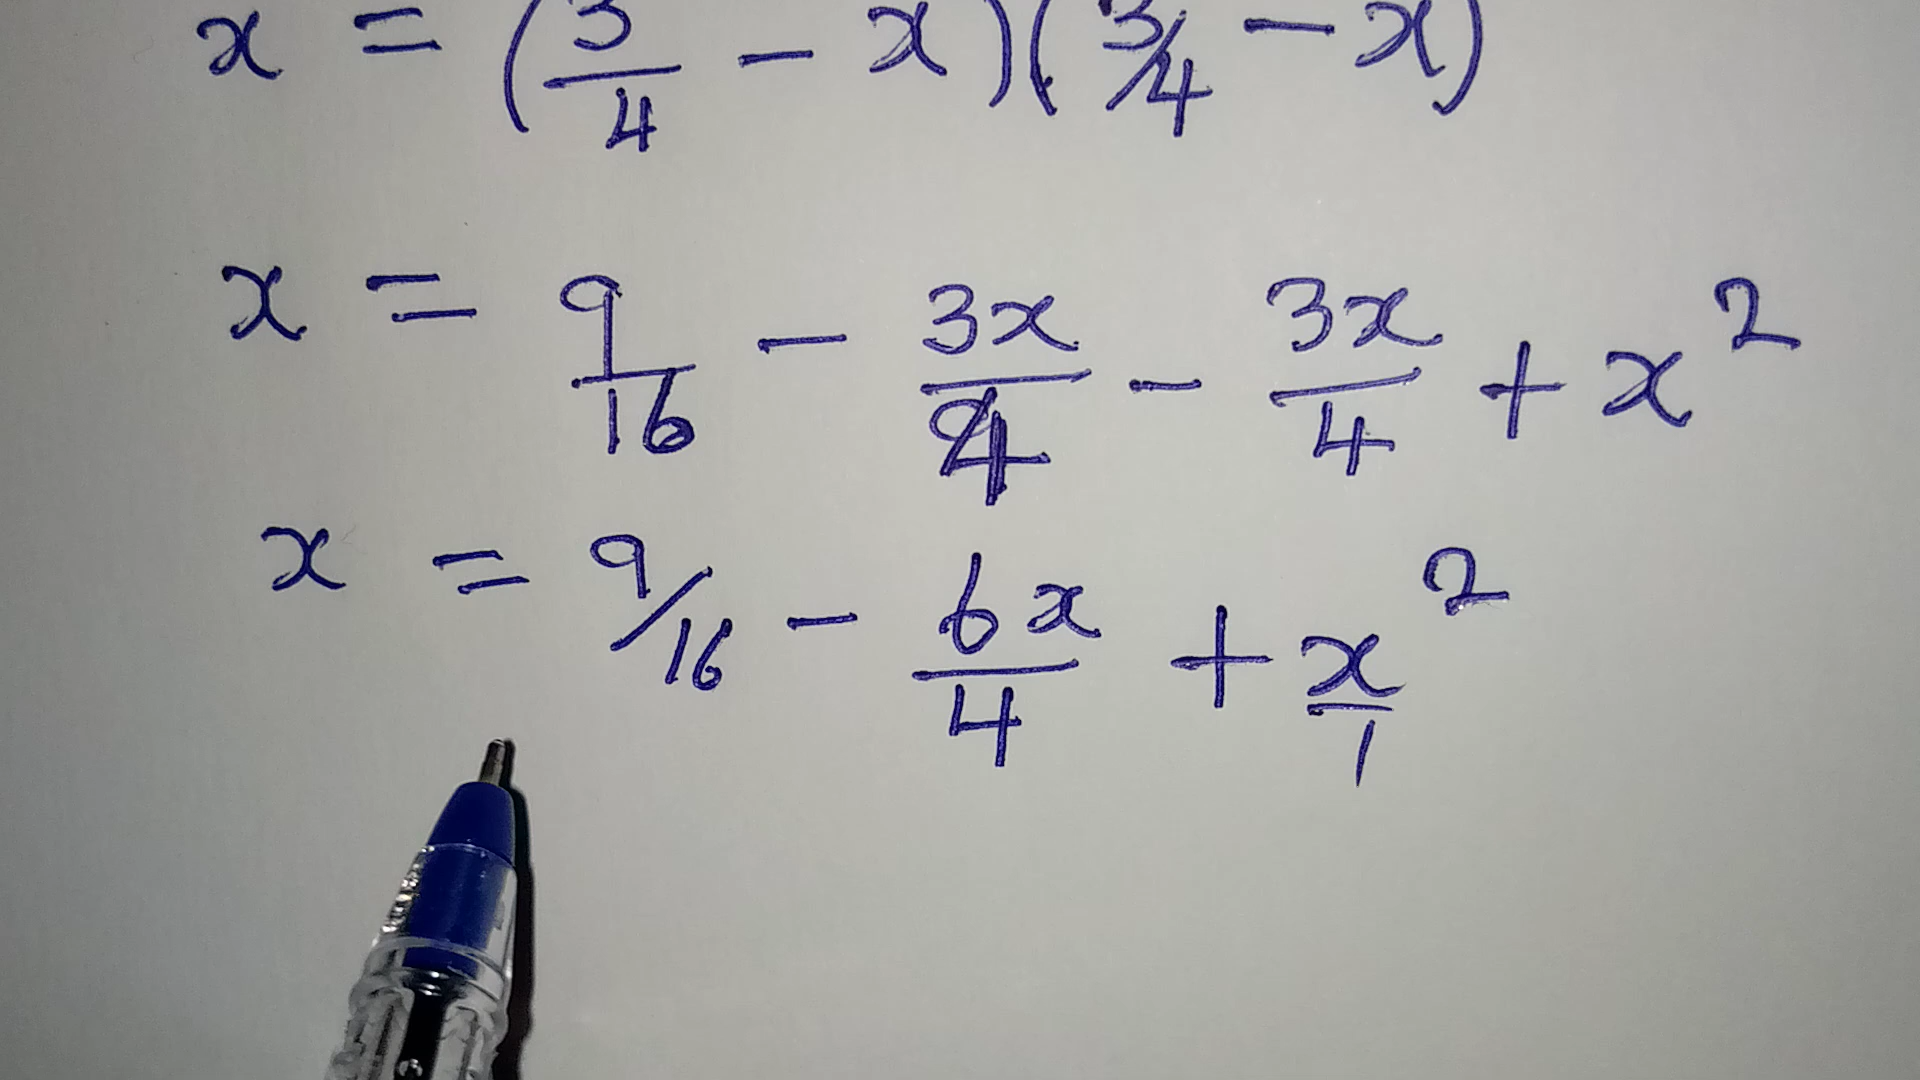 x = (3/4 - x)(3/4 - x)
x = 9/16 - 3x/4 - 3x/4 + x²
x = 9/16 - 6x/4 + x²/1